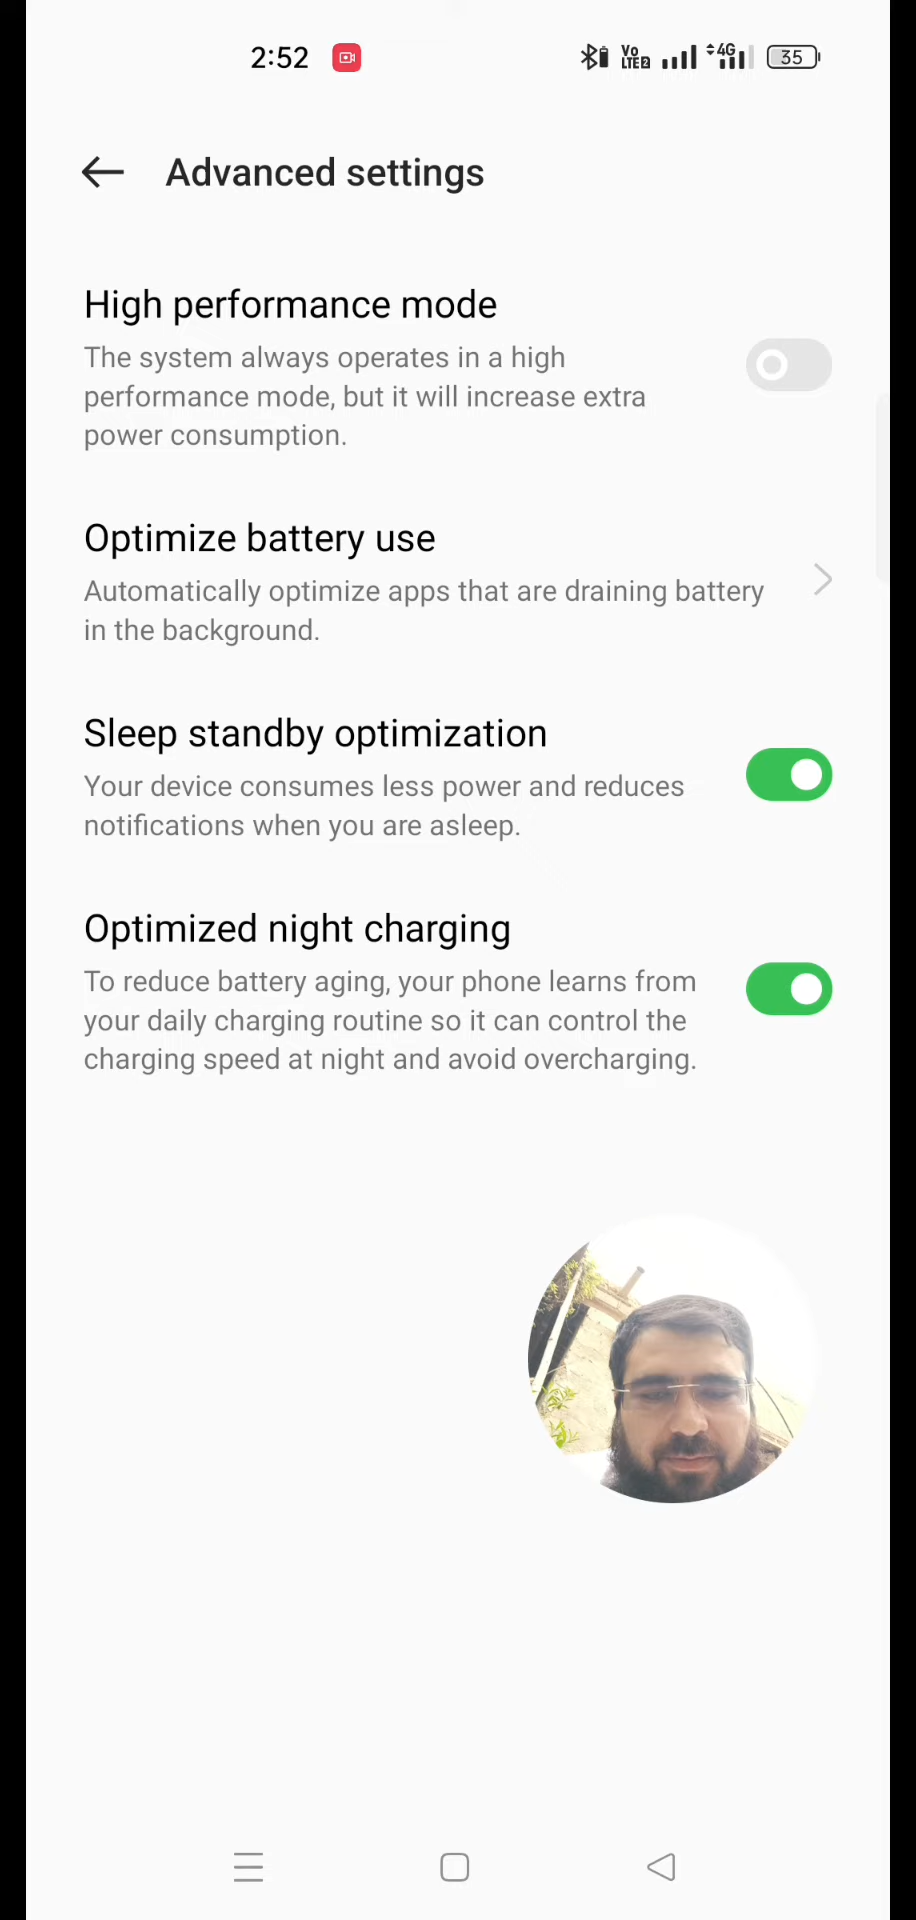 2:52
Vo LTE2 4G 35
Advanced settings
High performance mode
The system always operates in a high
performance mode, but it will increase extra
power consumption.
Optimize battery use
Automatically optimize apps that are draining battery
in the background.
Sleep standby optimization
Your device consumes less power and reduces
notifications when you are asleep.
Optimized night charging
To reduce battery aging, your phone learns from
your daily charging routine so it can control the
charging speed at night and avoid overcharging.